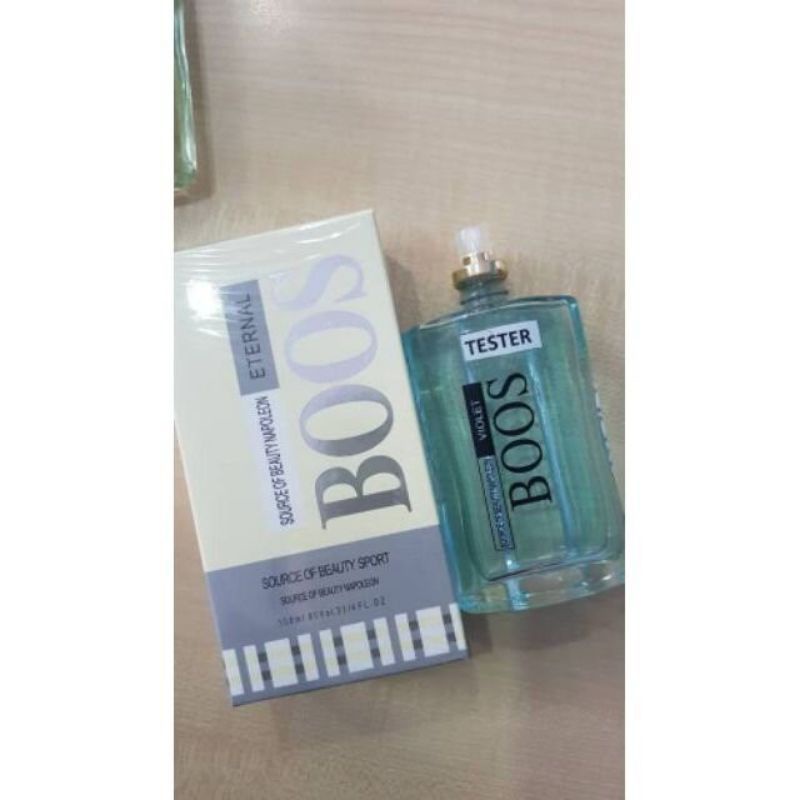 ETERNAL
BOOS
SOURCE OF BEAUTY NAPOLEON
SOURCE OF BEAUTY SPORT
SOURCE OF BEAUTY NAPOLEON
TESTER
VIOLET
BOOS